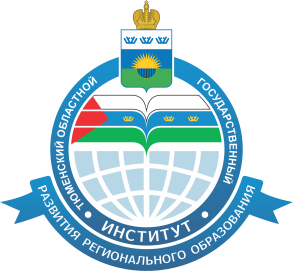 ТЮМЕНСКИЙ ОБЛАСТНОЙ
ГОСУДАРСТВЕННЫЙ
• ИНСТИТУТ •
РАЗВИТИЯ РЕГИОНАЛЬНОГО ОБРАЗОВАНИЯ